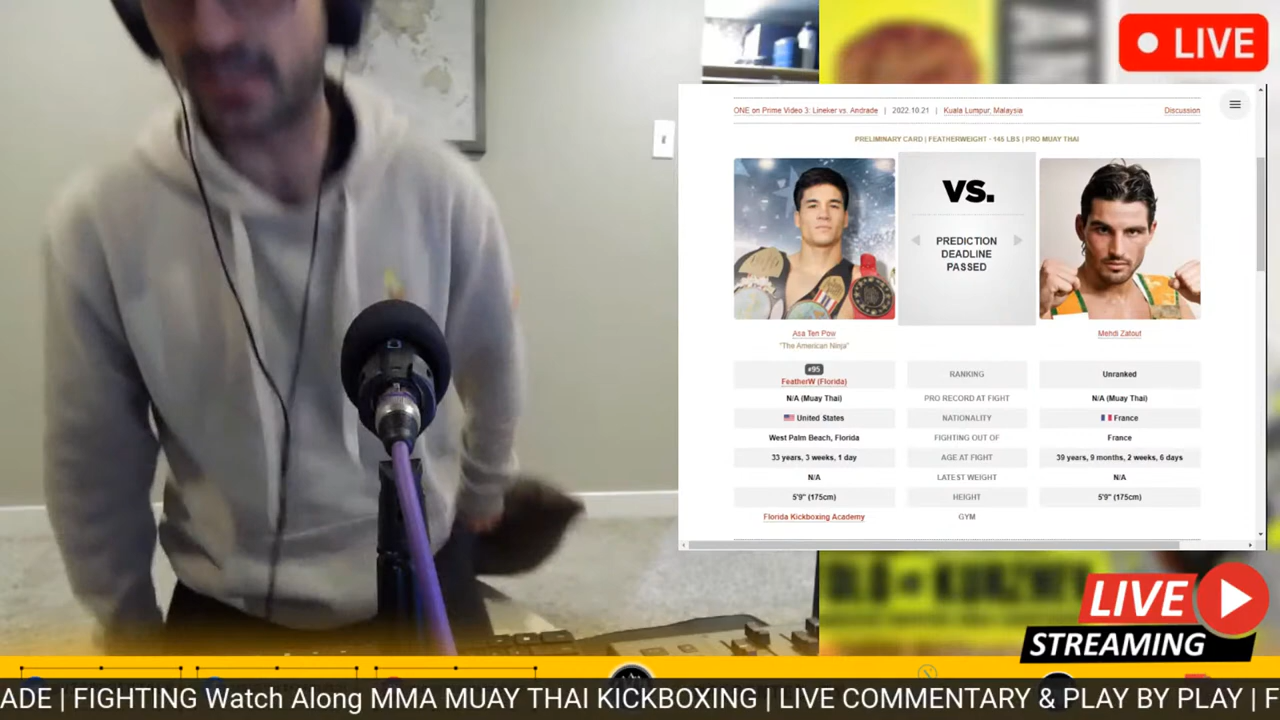 LIVE
ONE on Prime Video 3: Lineker vs. Andrade | 2022.10.21 | Kuala Lumpur, Malaysia Discussion
PRELIMINARY CARD | FEATHERWEIGHT - 145 LBS | PRO MUAY THAI
VS.
PREDICTION
DEADLINE
PASSED
Asa Ten Pow Mehdi Zatout
"The American Ninja"
#95
FeatherW (Florida) RANKING Unranked
N/A (Muay Thai) PRO RECORD AT FIGHT N/A (Muay Thai)
United States NATIONALITY France
West Palm Beach, Florida FIGHTING OUT OF France
33 years, 3 weeks, 1 day AGE AT FIGHT 39 years, 9 months, 2 weeks, 6 days
N/A LATEST WEIGHT N/A
5'9" (175cm) HEIGHT 5'9" (175cm)
Florida Kickboxing Academy GYM
LIVE
STREAMING
ADE | FIGHTING Watch Along MMA MUAY THAI KICKBOXING | LIVE COMMENTARY & PLAY BY PLAY | F